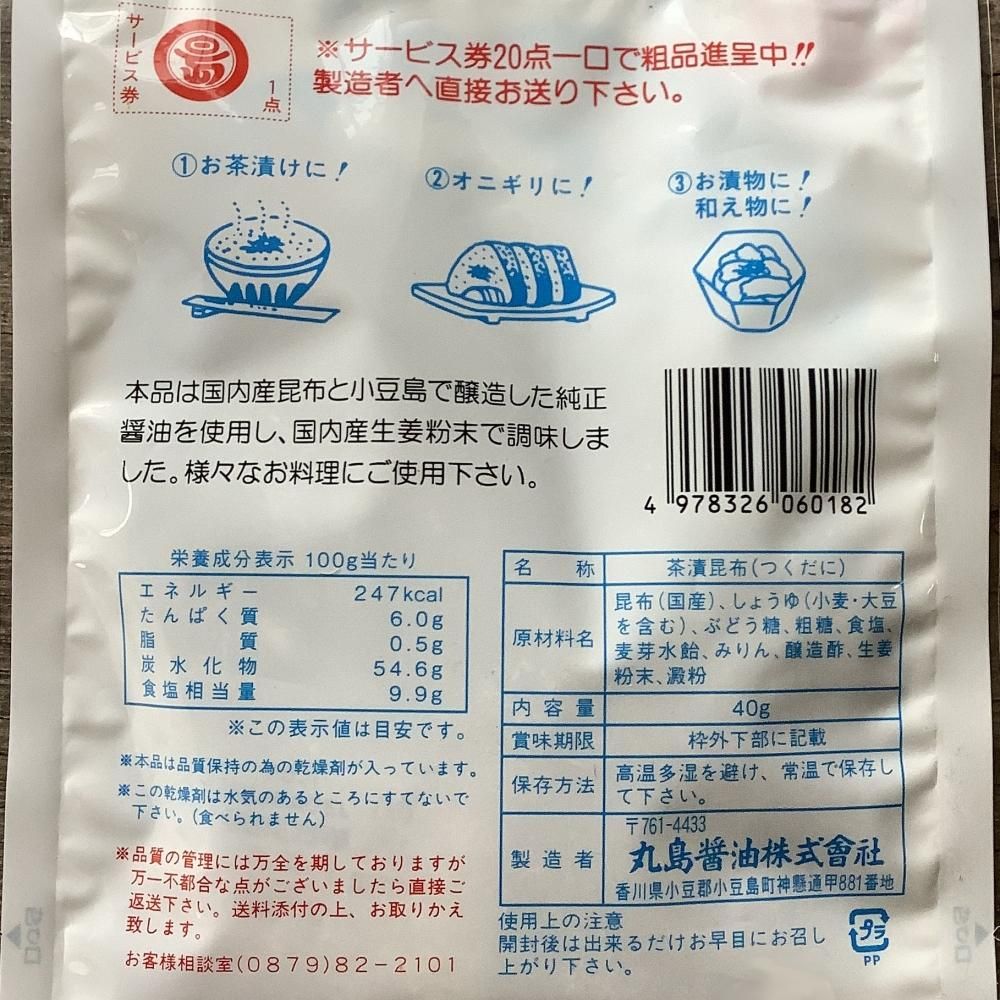 サービス券
1点
※サービス券20点一口で粗品進呈中!!
製造者へ直接お送り下さい。
①お茶漬けに!
②オニギリに!
③お漬物に!
和え物に!
本品は国内産昆布と小豆島で醸造した純正
醤油を使用し、国内産生姜粉末で調味しま
した。様々なお料理にご使用下さい。
4 978326 060182
栄養成分表示 100g当たり
エネルギー 247kcal
たんぱく質 6.0g
脂質 0.5g
炭水化物 54.6g
食塩相当量 9.9g
※この表示値は目安です。
※本品は品質保持の為の乾燥剤が入っています。
※この乾燥剤は水気のあるところにすてないで
下さい。(食べられません)
※品質の管理には万全を期しておりますが
万一不都合な点がございましたら直接ご
返送下さい。送料添付の上、お取りかえ
致します。
お客様相談室(0879)82-2101
名称 茶漬昆布(つくだに)
原材料名 昆布(国産)、しょうゆ(小麦・大豆
を含む)、ぶどう糖、粗糖、食塩、
麦芽水飴、みりん、醸造酢、生姜
粉末、澱粉
内容量 40g
賞味期限 枠外下部に記載
保存方法 高温多湿を避け、常温で保存し
て下さい。
製造者 〒761-4433
丸島醤油株式會社
香川県小豆郡小豆島町神懸通甲881番地
使用上の注意
開封後は出来るだけお早目にお召し
上がり下さい。
プラ
PP